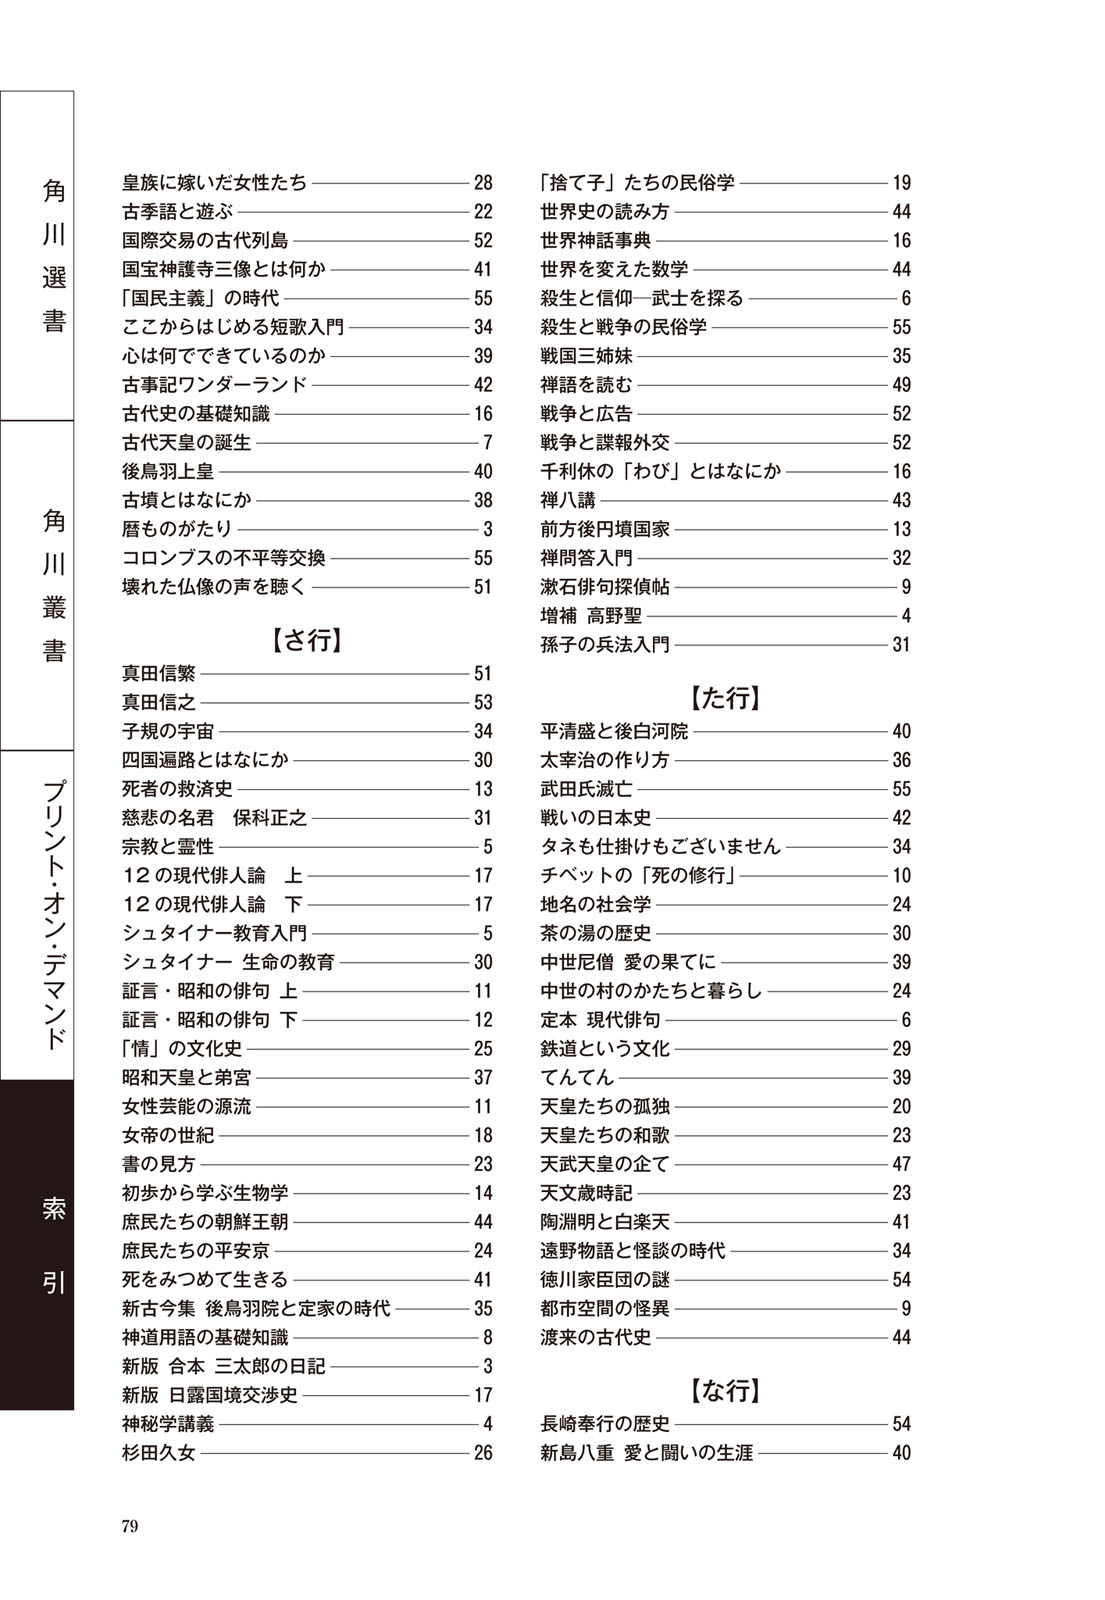 角川選書
角川叢書
プリント・オン・デマンド
索引
皇族に嫁いだ女性たち 28
古季語と遊ぶ 22
国際交易の古代列島 52
国宝神護寺三像とは何か 41
「国民主義」の時代 55
ここからはじめる短歌入門 34
心は何でできているのか 39
古事記ワンダーランド 42
古代史の基礎知識 16
古代天皇の誕生 7
後鳥羽上皇 40
古墳とはなにか 38
暦ものがたり 3
コロンブスの不平等交換 55
壊れた仏像の声を聴く 51
【さ行】
真田信繁 51
真田信之 53
子規の宇宙 34
四国遍路とはなにか 30
死者の救済史 13
慈悲の名君　保科正之 31
宗教と霊性 5
12の現代俳人論　上 17
12の現代俳人論　下 17
シュタイナー教育入門 5
シュタイナー 生命の教育 30
証言・昭和の俳句 上 11
証言・昭和の俳句 下 12
「情」の文化史 25
昭和天皇と弟宮 37
女性芸能の源流 11
女帝の世紀 18
書の見方 23
初歩から学ぶ生物学 14
庶民たちの朝鮮王朝 44
庶民たちの平安京 24
死をみつめて生きる 41
新古今集 後鳥羽院と定家の時代 35
神道用語の基礎知識 8
新版 合本 三太郎の日記 3
新版 日露国境交渉史 17
神秘学講義 4
杉田久女 26
「捨て子」たちの民俗学 19
世界史の読み方 44
世界神話事典 16
世界を変えた数学 44
殺生と信仰―武士を探る 6
殺生と戦争の民俗学 55
戦国三姉妹 35
禅語を読む 49
戦争と広告 52
戦争と諜報外交 52
千利休の「わび」とはなにか 16
禅八講 43
前方後円墳国家 13
禅問答入門 32
漱石俳句探偵帖 9
増補 高野聖 4
孫子の兵法入門 31
【た行】
平清盛と後白河院 40
太宰治の作り方 36
武田氏滅亡 55
戦いの日本史 42
タネも仕掛けもございません 34
チベットの「死の修行」 10
地名の社会学 24
茶の湯の歴史 30
中世尼僧 愛の果てに 39
中世の村のかたちと暮らし 24
定本 現代俳句 6
鉄道という文化 29
てんてん 39
天皇たちの孤独 20
天皇たちの和歌 23
天武天皇の企て 47
天文歳時記 23
陶淵明と白楽天 41
遠野物語と怪談の時代 34
徳川家臣団の謎 54
都市空間の怪異 9
渡来の古代史 44
【な行】
長崎奉行の歴史 54
新島八重 愛と闘いの生涯 40
79